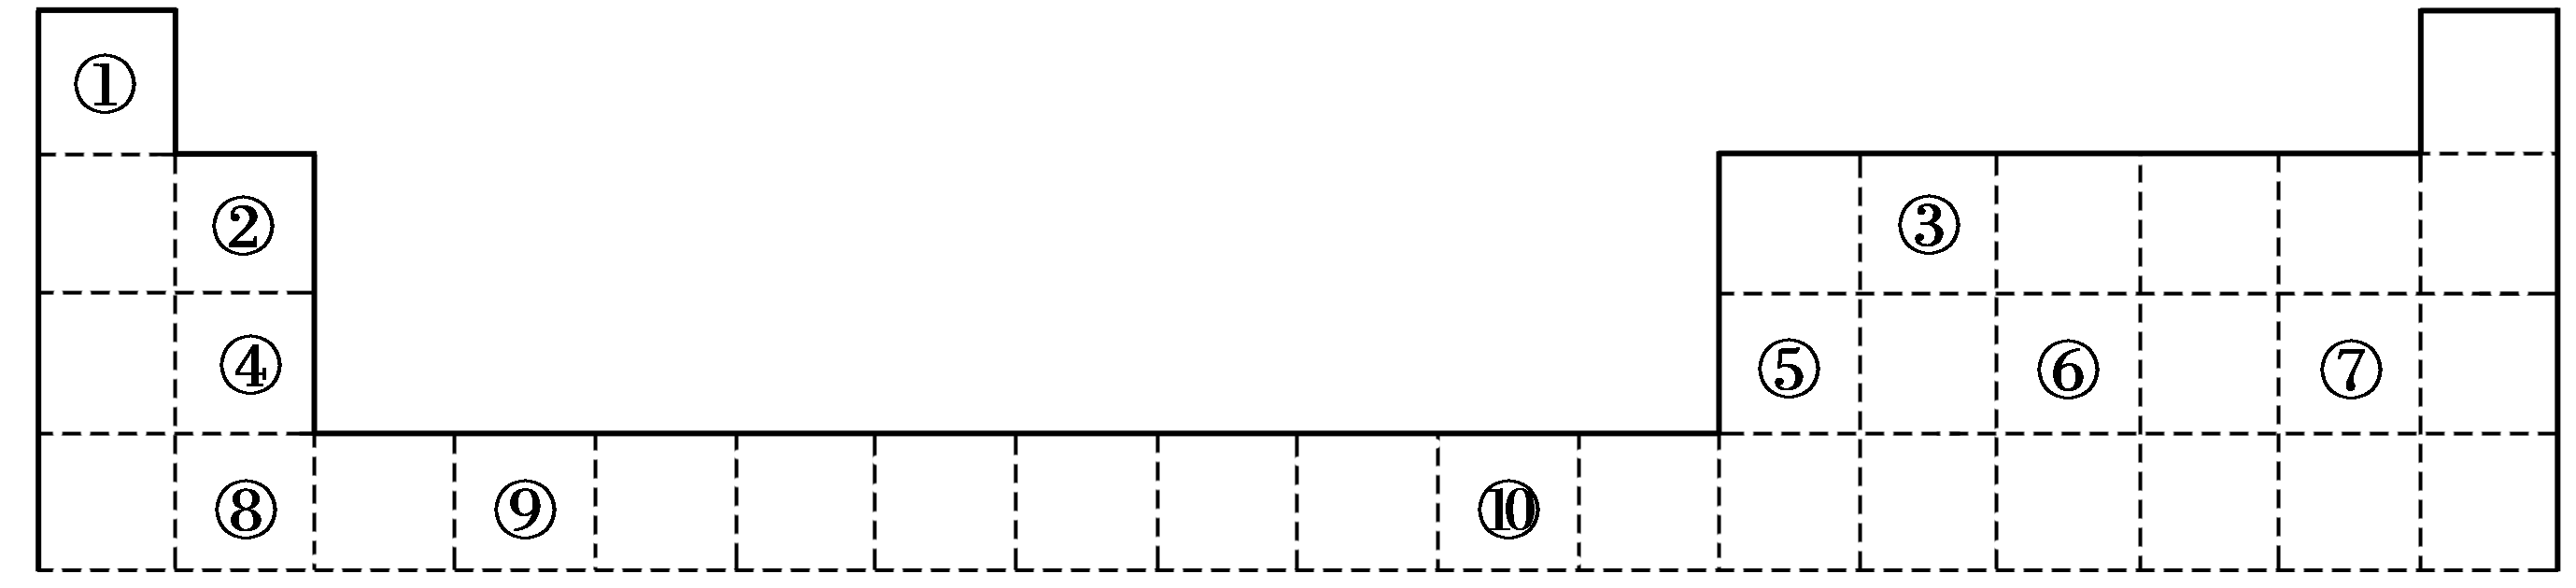 ①
② ③
④ ⑤ ⑥ ⑦
⑧ ⑨ ⑩